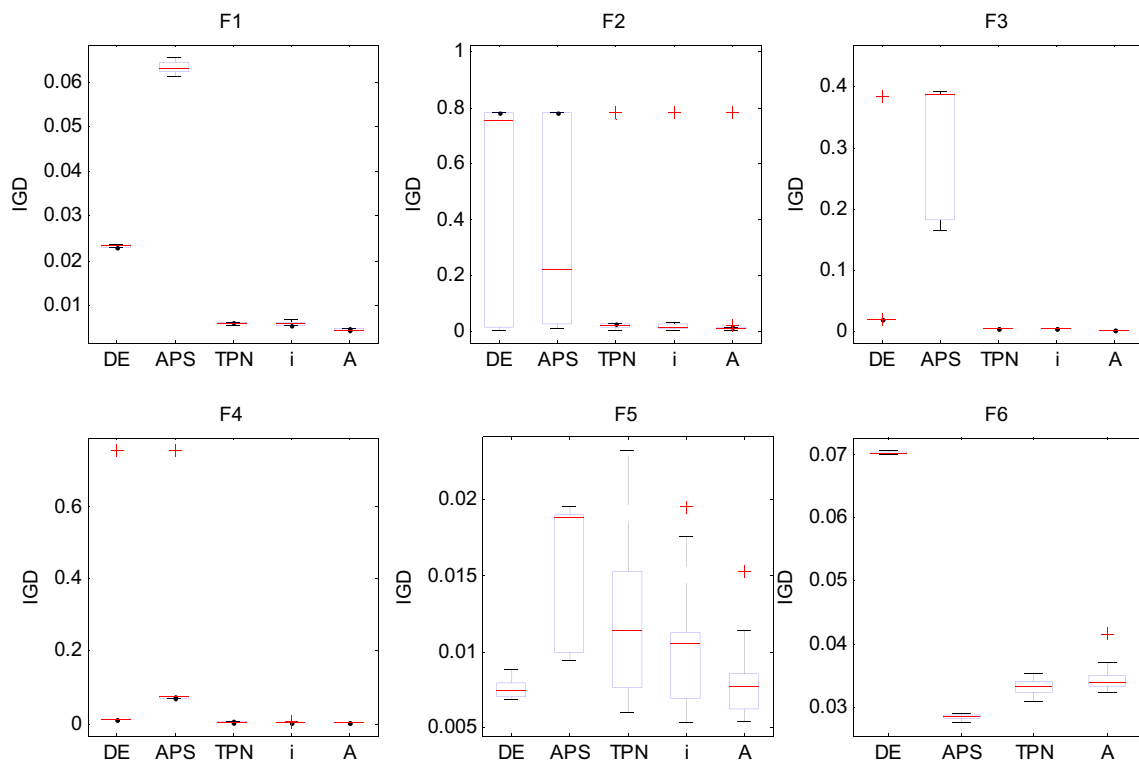 F1
0.06
0.05
0.04
0.03
0.02
0.01
IGD
DE APS TPN i A
F2
1
0.8
0.6
0.4
0.2
0
IGD
DE APS TPN i A
F3
0.4
0.3
0.2
0.1
0
IGD
DE APS TPN i A
F4
0.6
0.4
0.2
0
IGD
DE APS TPN i A
F5
0.02
0.015
0.01
0.005
IGD
DE APS TPN i A
F6
0.07
0.06
0.05
0.04
0.03
IGD
DE APS TPN A